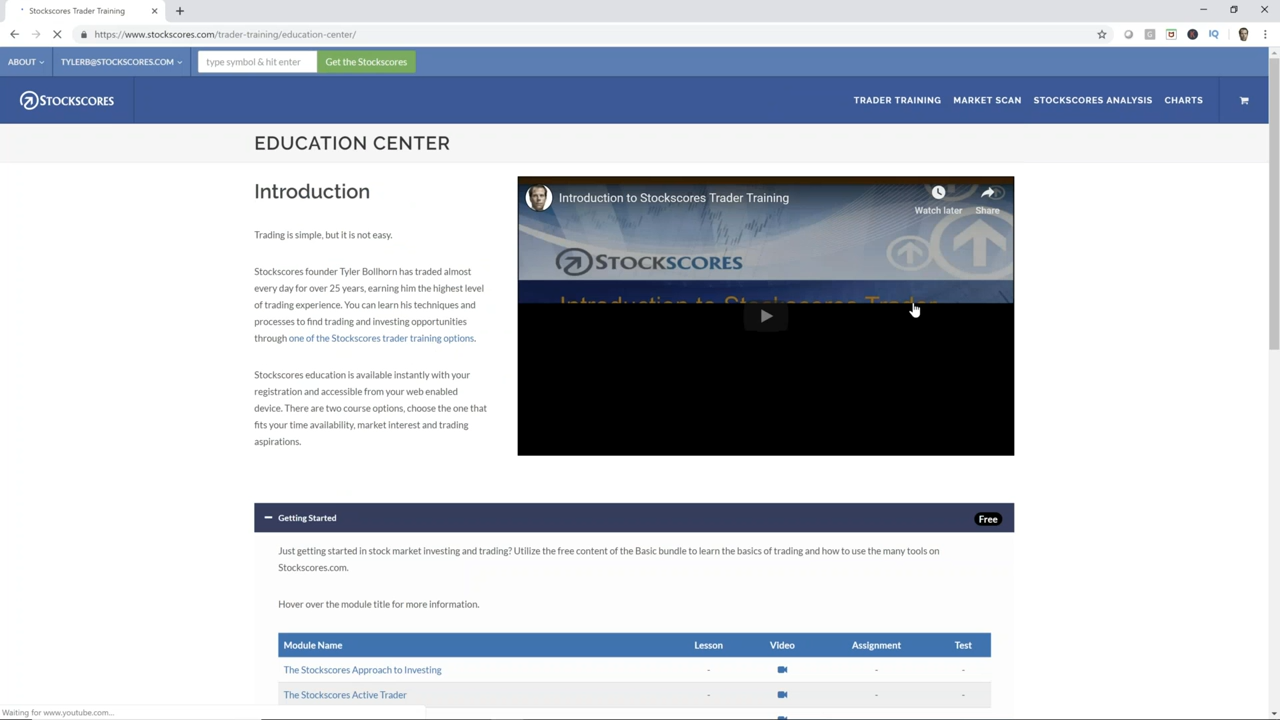 Stockscores Trader Training
https://www.stockscores.com/trader-training/education-center/
ABOUT
TYLERB@STOCKSCORES.COM
type symbol & hit enter
Get the Stockscores
STOCKSCORES
TRADER TRAINING
MARKET SCAN
STOCKSCORES ANALYSIS
CHARTS
EDUCATION CENTER
Introduction
Trading is simple, but it is not easy.
Stockscores founder Tyler Bollhorn has traded almost
every day for over 25 years, earning him the highest level
of trading experience. You can learn his techniques and
processes to find trading and investing opportunities
through one of the Stockscores trader training options.
Stockscores education is available instantly with your
registration and accessible from your web enabled
device. There are two course options, choose the one that
fits your time availability, market interest and trading
aspirations.
Introduction to Stockscores Trader Training
Watch later
Share
STOCKSCORES
Introduction to Stockscores Trader
Getting Started
Free
Just getting started in stock market investing and trading? Utilize the free content of the Basic bundle to learn the basics of trading and how to use the many tools on
Stockscores.com.
Hover over the module title for more information.
Module Name Lesson Video Assignment Test
The Stockscores Approach to Investing - - -
The Stockscores Active Trader - - -
Waiting for www.youtube.com...
IQ